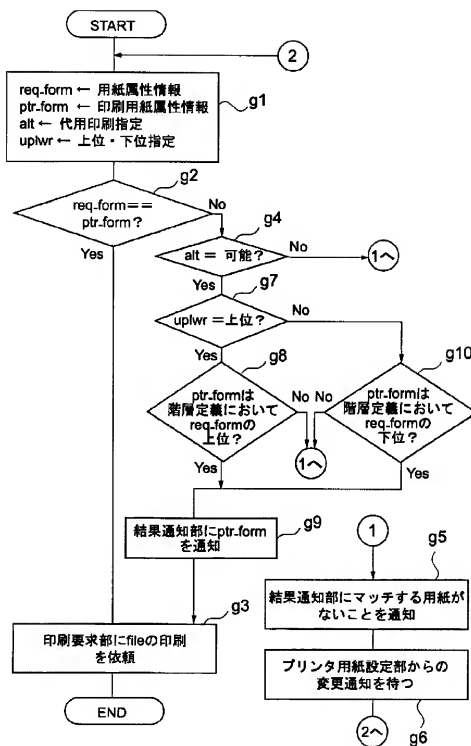 START
2
req-form ← 用紙属性情報
ptr-form ← 印刷用紙属性情報
alt ← 代用印刷指定
uplwr ← 上位・下位指定
g1
g2
req-form==
ptr-form?
No
Yes
g4
alt = 可能?
No
1へ
Yes
g7
uplwr =上位?
No
Yes
g8
ptr-formは
階層定義において
req-formの
上位?
No
Yes
g10
ptr-formは
階層定義において
req-formの
下位?
No
Yes
1へ
結果通知部にptr-form
を通知
g9
1
g5
結果通知部にマッチする用紙が
ないことを通知
g3
印刷要求部にfileの印刷
を依頼
プリンタ用紙設定部からの
変更通知を待つ
g6
END
2へ